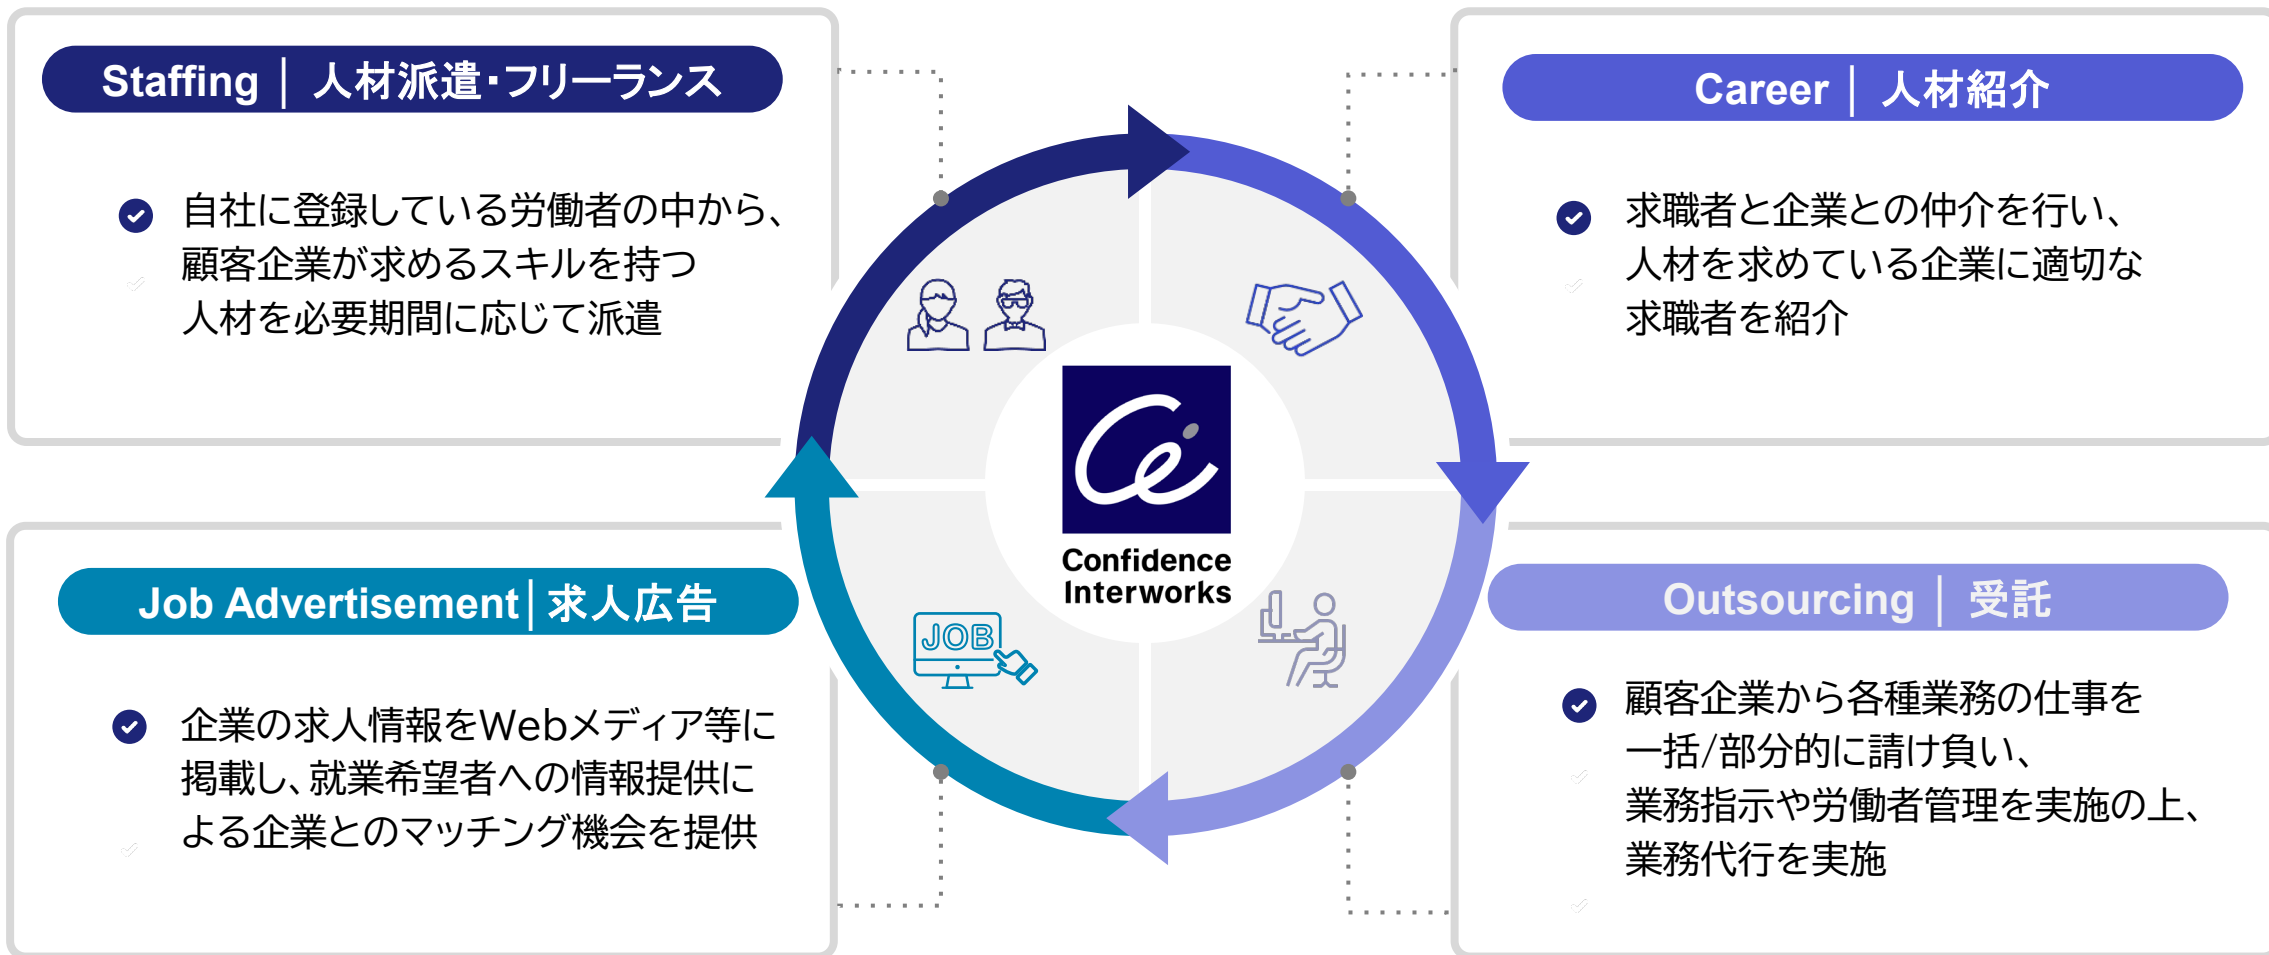 Staffing │ 人材派遣・フリーランス
自社に登録している労働者の中から、
顧客企業が求めるスキルを持つ
人材を必要期間に応じて派遣
Career │ 人材紹介
求職者と企業との仲介を行い、
人材を求めている企業に適切な
求職者を紹介
Ci
Confidence
Interworks
JOB
Job Advertisement│求人広告
企業の求人情報をWebメディア等に
掲載し、就業希望者への情報提供に
よる企業とのマッチング機会を提供
Outsourcing │ 受託
顧客企業から各種業務の仕事を
一括/部分的に請け負い、
業務指示や労働者管理を実施の上、
業務代行を実施